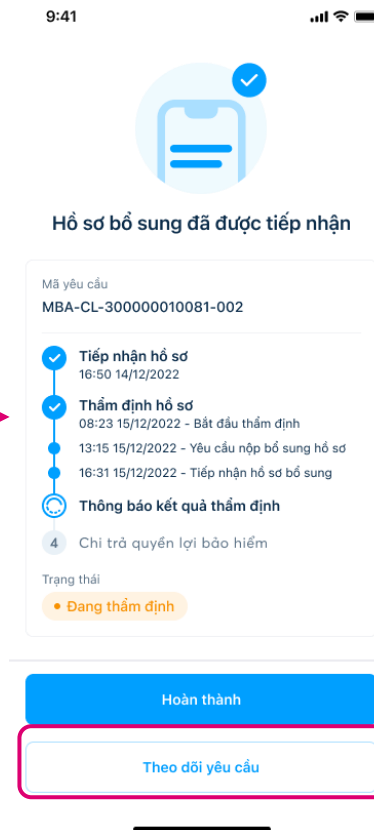 9:41
Hồ sơ bổ sung đã được tiếp nhận
Mã yêu cầu
MBA-CL-300000010081-002
Tiếp nhận hồ sơ
16:50 14/12/2022
Thẩm định hồ sơ
08:23 15/12/2022 - Bắt đầu thẩm định
13:15 15/12/2022 - Yêu cầu nộp bổ sung hồ sơ
16:31 15/12/2022 - Tiếp nhận hồ sơ bổ sung
Thông báo kết quả thẩm định
4 Chi trả quyền lợi bảo hiểm
Trạng thái
• Đang thẩm định
Hoàn thành
Theo dõi yêu cầu